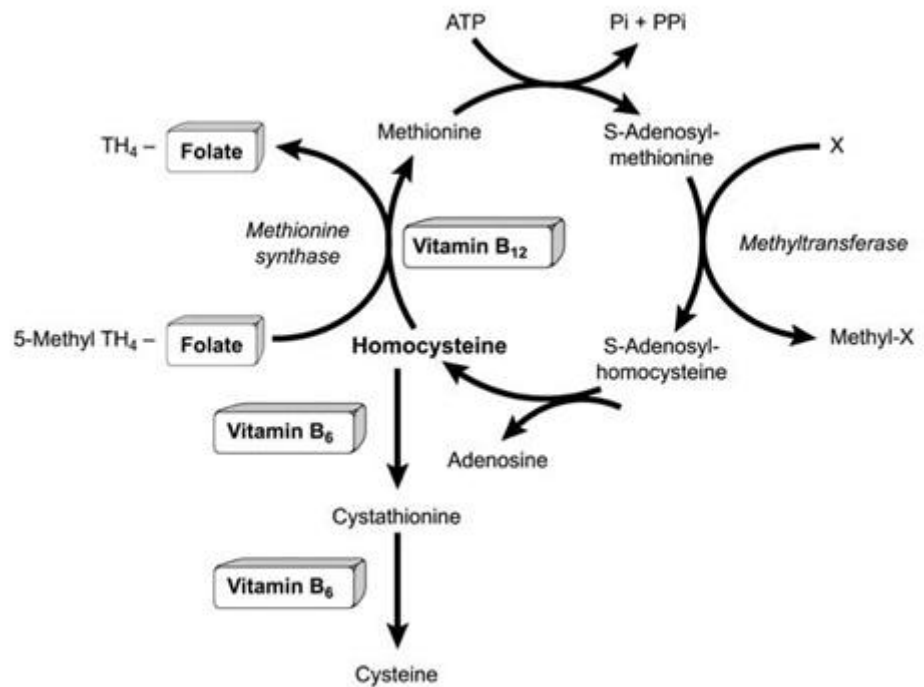 ATP
Pi + PPi
Methionine
S-Adenosyl-
methionine
TH₄ – Folate
X
Methionine
synthase
Vitamin B₁₂
Methyltransferase
5-Methyl TH₄ – Folate
Homocysteine
S-Adenosyl-
homocysteine
Methyl-X
Vitamin B₆
Adenosine
Cystathionine
Vitamin B₆
Cysteine